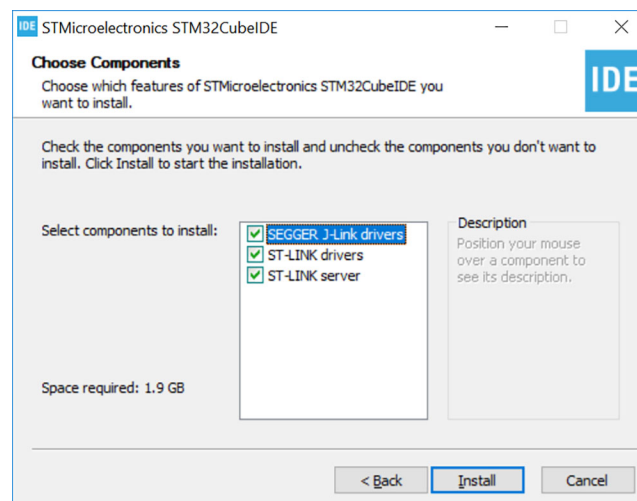 IDE STMicroelectronics STM32CubeIDE
Choose Components
Choose which features of STMicroelectronics STM32CubeIDE you
want to install.
IDE
Check the components you want to install and uncheck the components you don't want to
install. Click Install to start the installation.
Select components to install:
SEGGER J-Link drivers
ST-LINK drivers
ST-LINK server
Description
Position your mouse
over a component to
see its description.
Space required: 1.9 GB
< Back
Install
Cancel